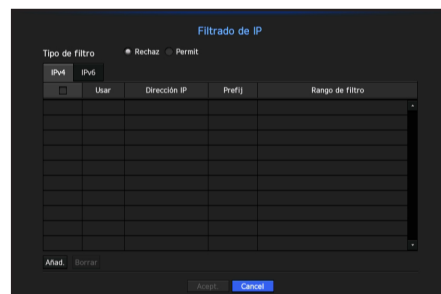 Filtrado de IP
Tipo de filtro Rechaz Permit
IPv4 IPv6
Usar Dirección IP Prefij Rango de filtro
Añad. Borrar
Acept. Cancel